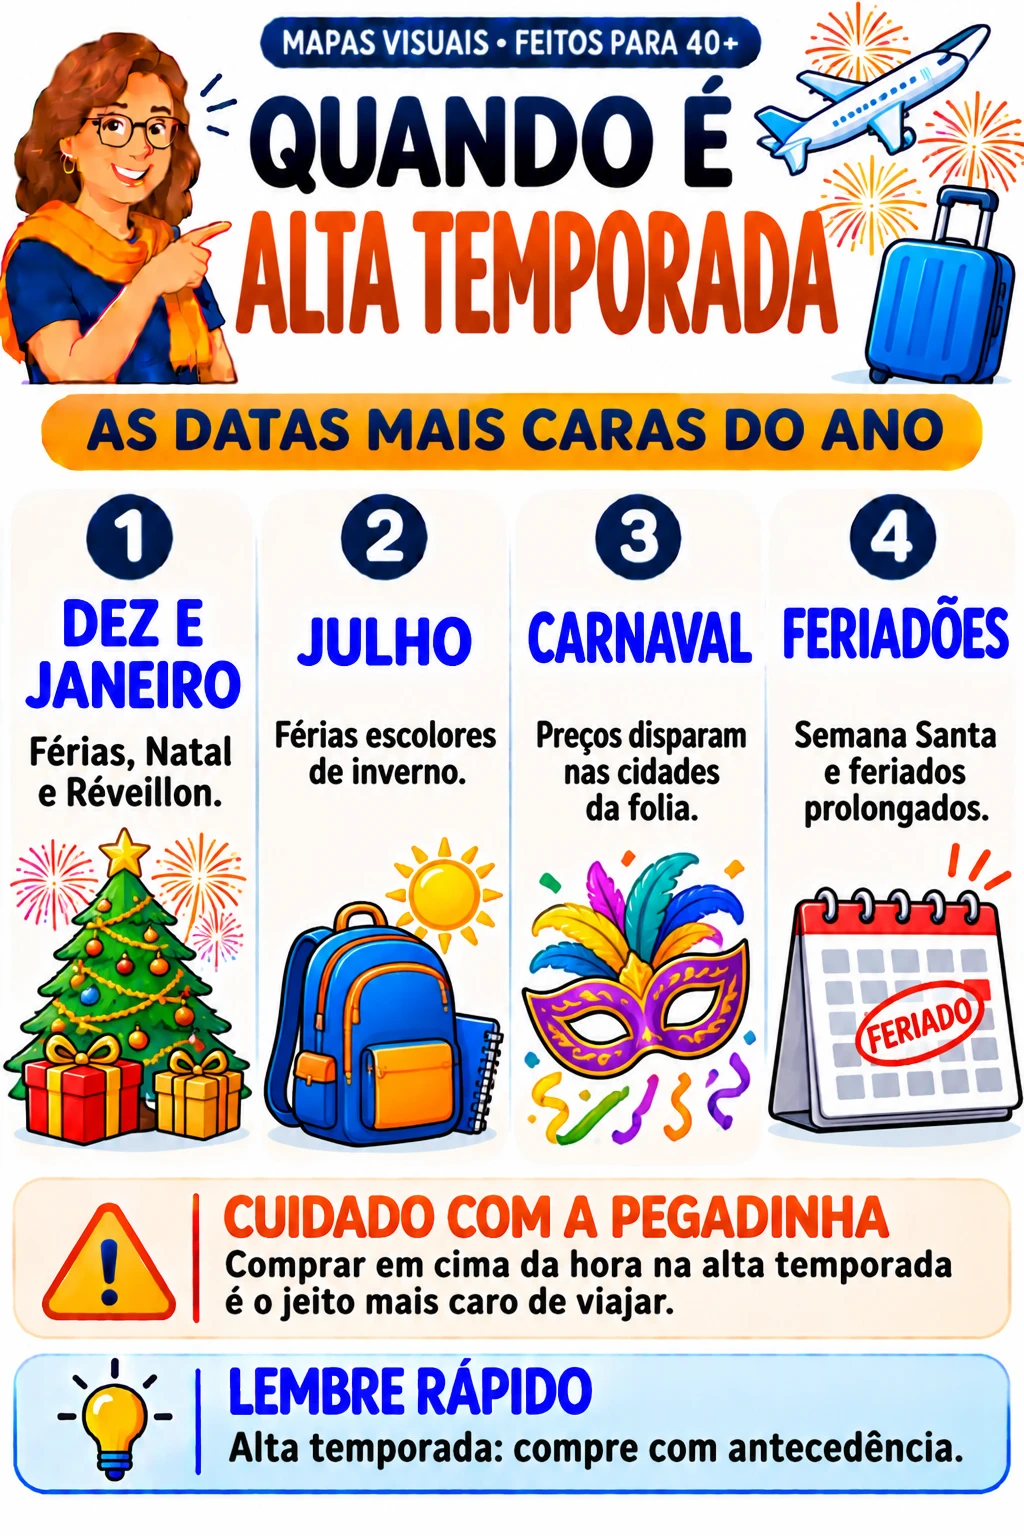 MAPAS VISUAIS • FEITOS PARA 40+
QUANDO É
ALTA TEMPORADA
AS DATAS MAIS CARAS DO ANO
1
DEZ E
JANEIRO
Férias, Natal
e Réveillon.
2
JULHO
Férias escolores
de inverno.
3
CARNAVAL
Preços disparam
nas cidades
da folia.
4
FERIADÕES
Semana Santa
e feriados
prolongados.
FERIADO
CUIDADO COM A PEGADINHA
Comprar em cima da hora na alta temporada
é o jeito mais caro de viajar.
LEMBRE RÁPIDO
Alta temporada: compre com antecedência.